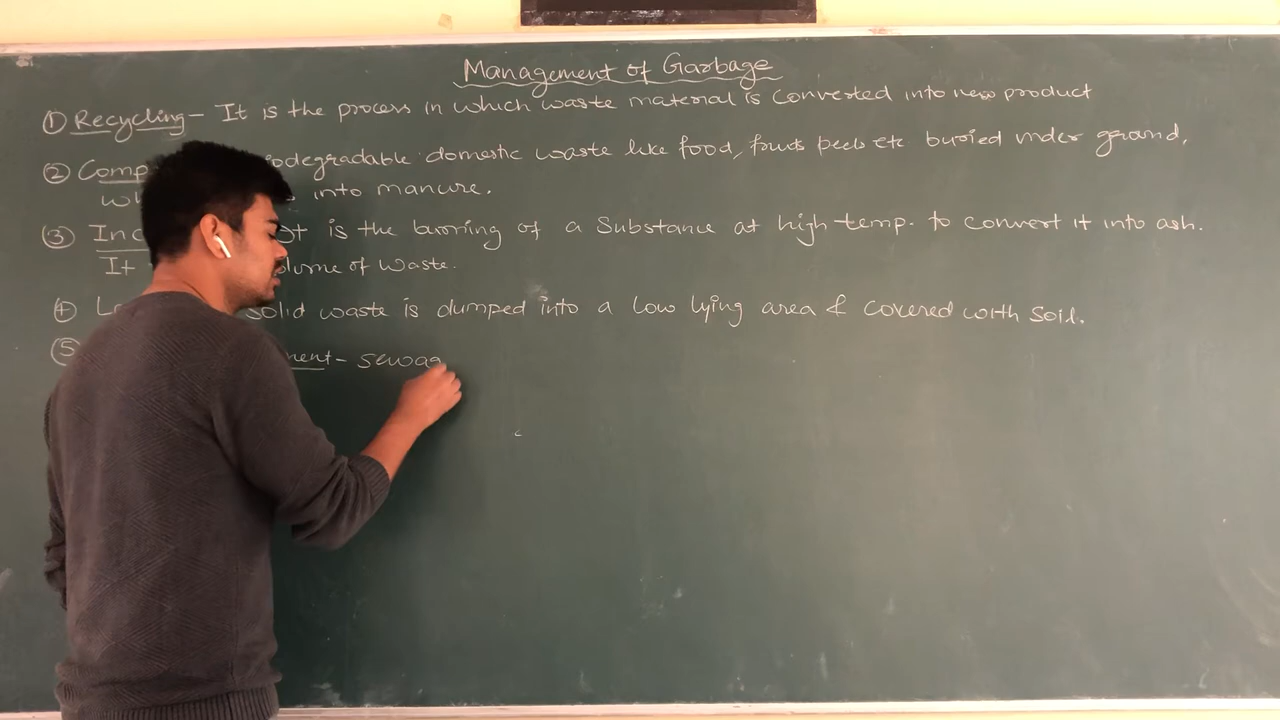 Management of Garbage
① Recycling - It is the process in which waste material is converted into new product
② Comp odegradable domestic waste like food, fruits peels etc buried under ground,
wh into manure.
③ Inc It is the burning of a Substance at high temp. to convert it into ash.
It olume of waste.
④ L Solid waste is dumped into a low lying area & covered with soil.
⑤ ment - sewag